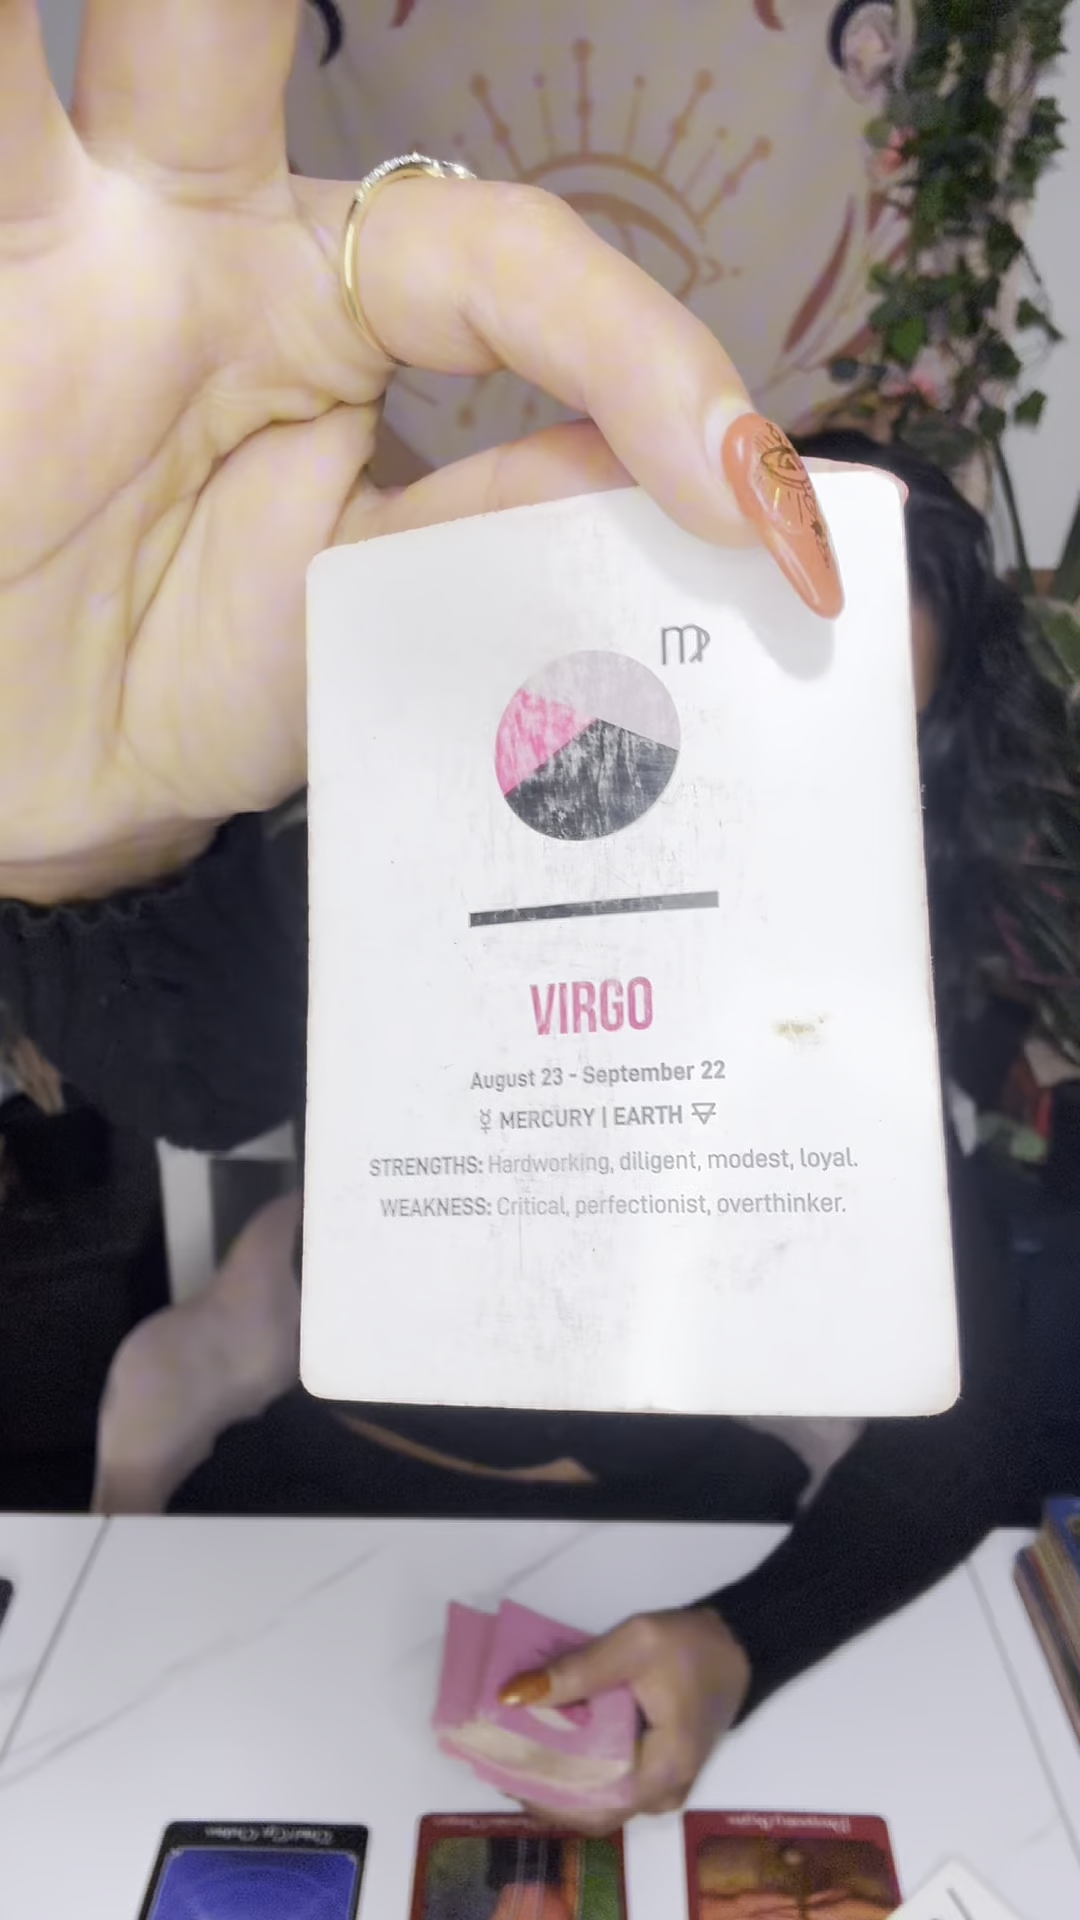 VIRGO
August 23 - September 22
☿ MERCURY | EARTH 🜃
STRENGTHS: Hardworking, diligent, modest, loyal.
WEAKNESS: Critical, perfectionist, overthinker.